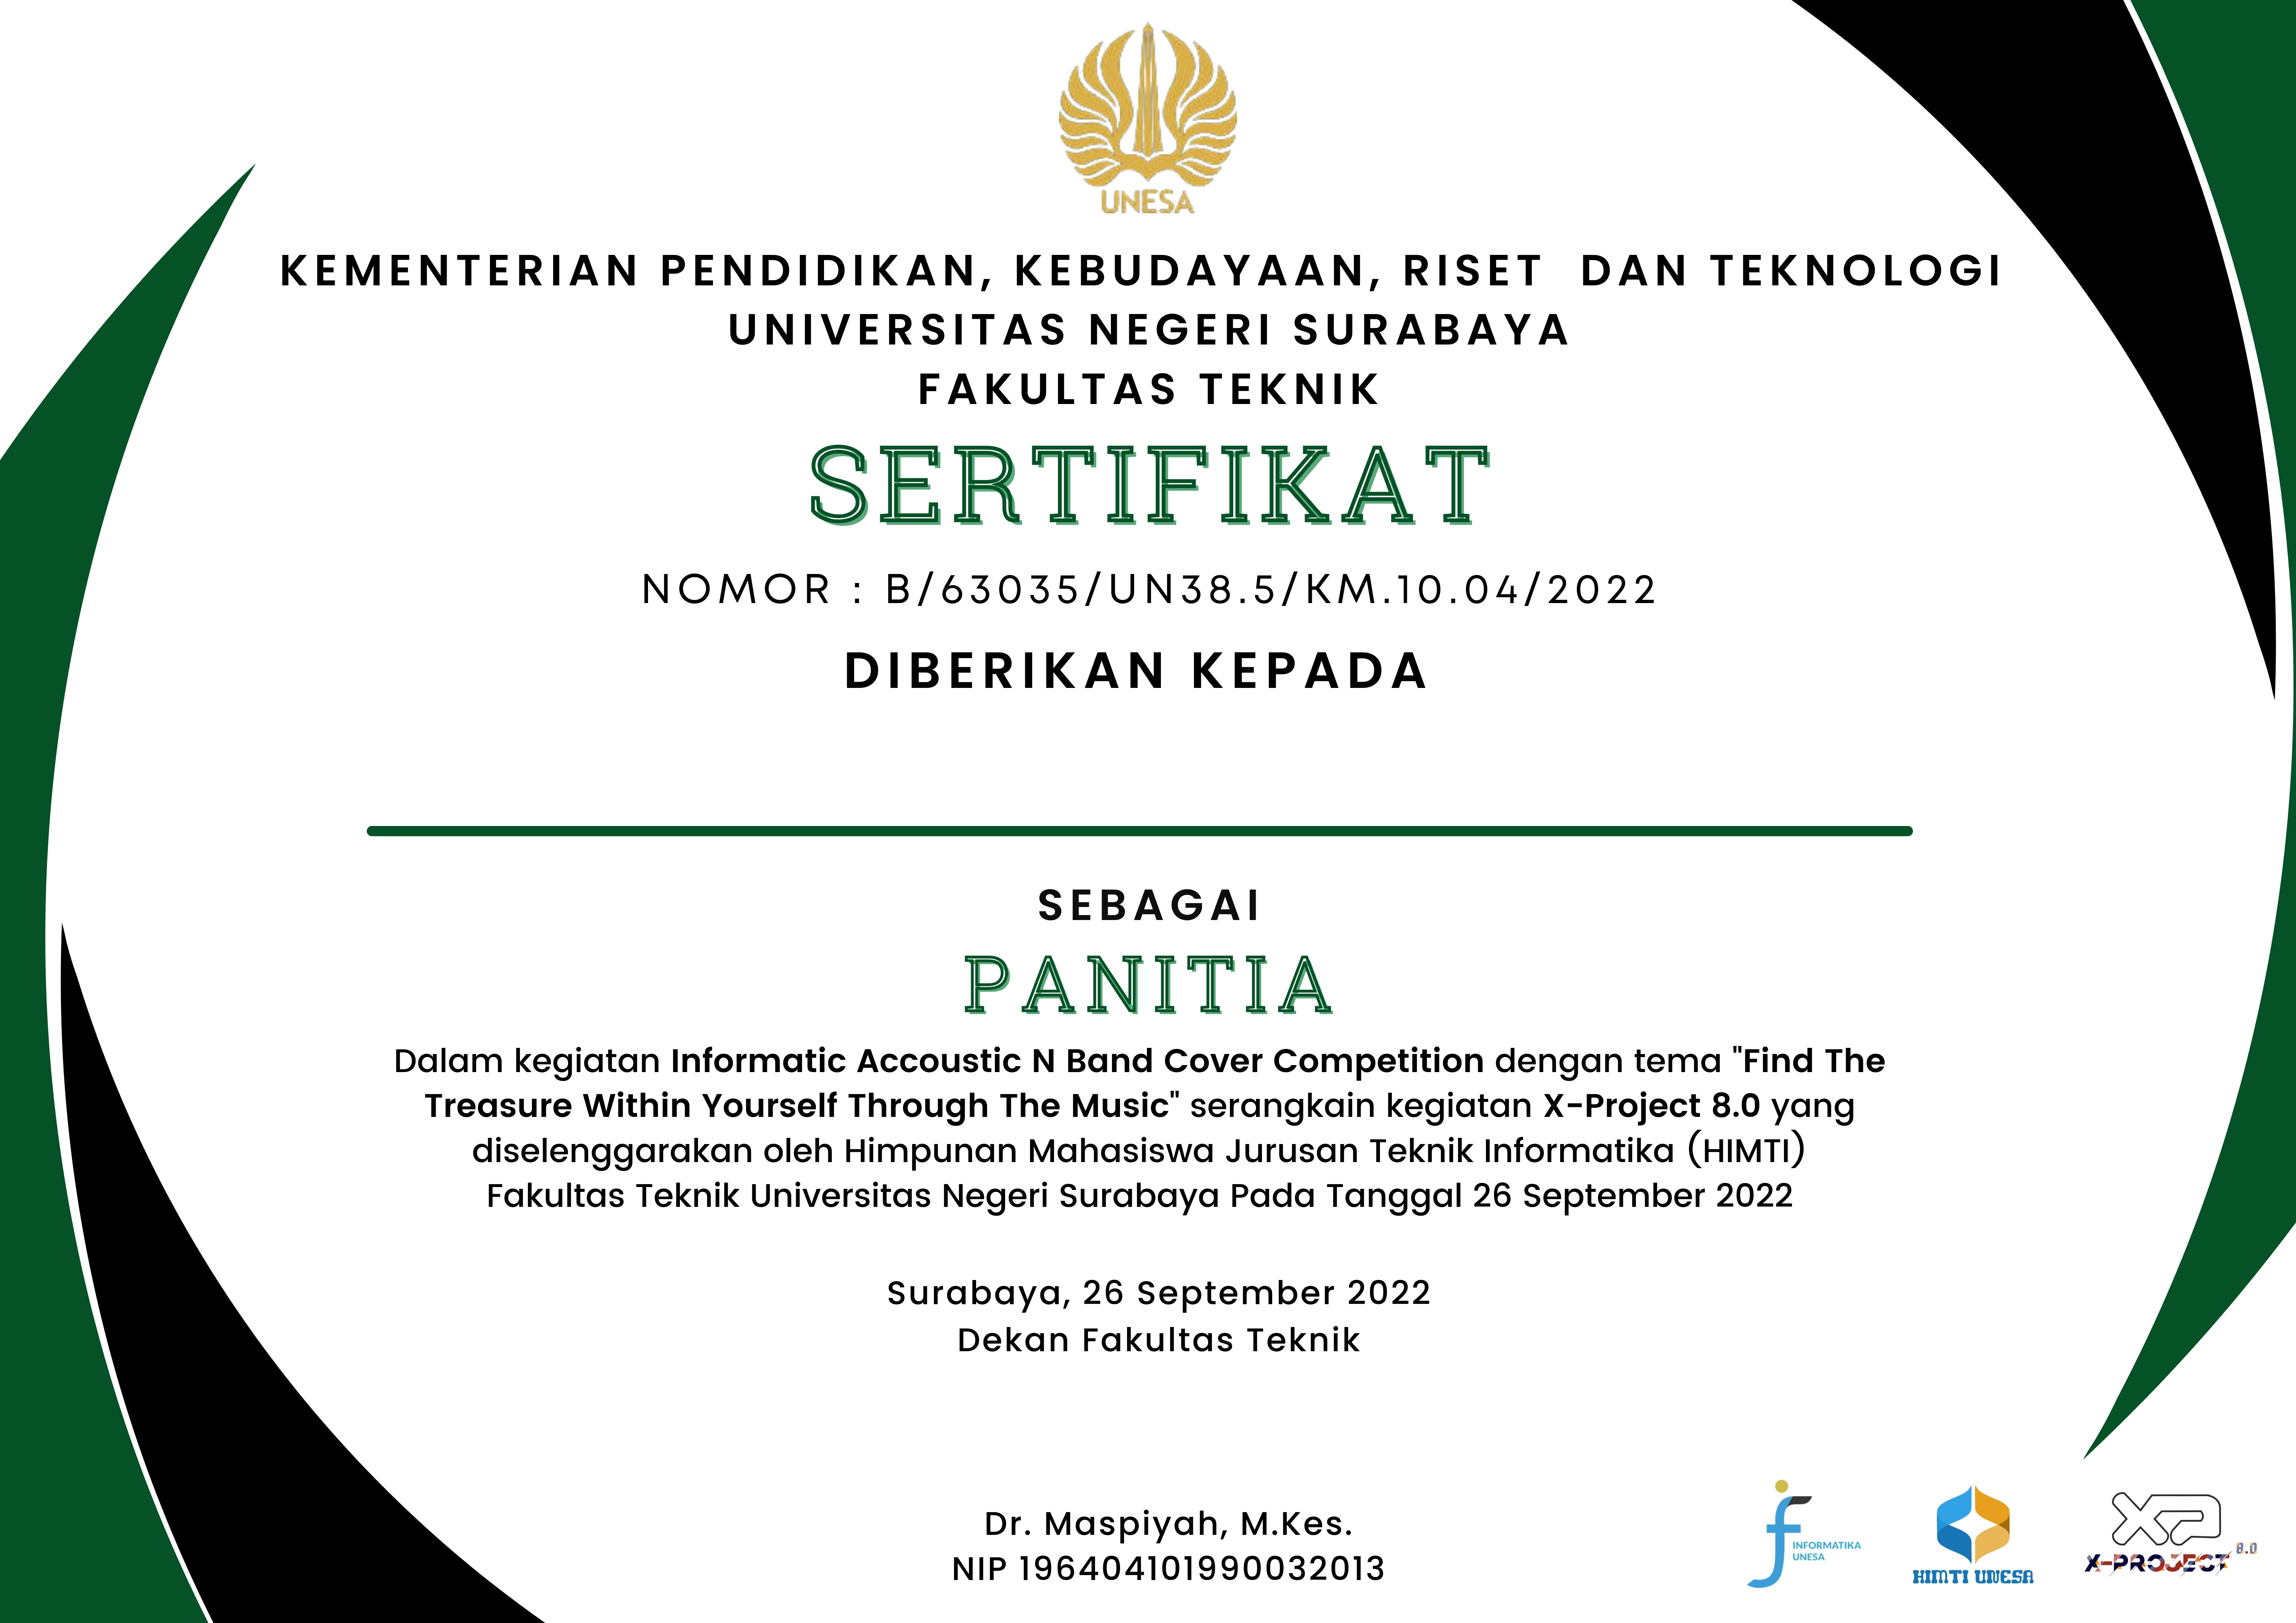 UNESA
KEMENTERIAN PENDIDIKAN, KEBUDAYAAN, RISET  DAN TEKNOLOGI
UNIVERSITAS NEGERI SURABAYA
FAKULTAS TEKNIK
SERTIFIKAT
NOMOR : B/63035/UN38.5/KM.10.04/2022
DIBERIKAN KEPADA
SEBAGAI
PANITIA
Dalam kegiatan Informatic Accoustic N Band Cover Competition dengan tema "Find The
Treasure Within Yourself Through The Music" serangkain kegiatan X-Project 8.0 yang
diselenggarakan oleh Himpunan Mahasiswa Jurusan Teknik Informatika (HIMTI)
Fakultas Teknik Universitas Negeri Surabaya Pada Tanggal 26 September 2022
Surabaya, 26 September 2022
Dekan Fakultas Teknik
Dr. Maspiyah, M.Kes.
NIP 196404101990032013
INFORMATIKA
UNESA
HIMTI UNESA
XP
X-PROJECT 8.0